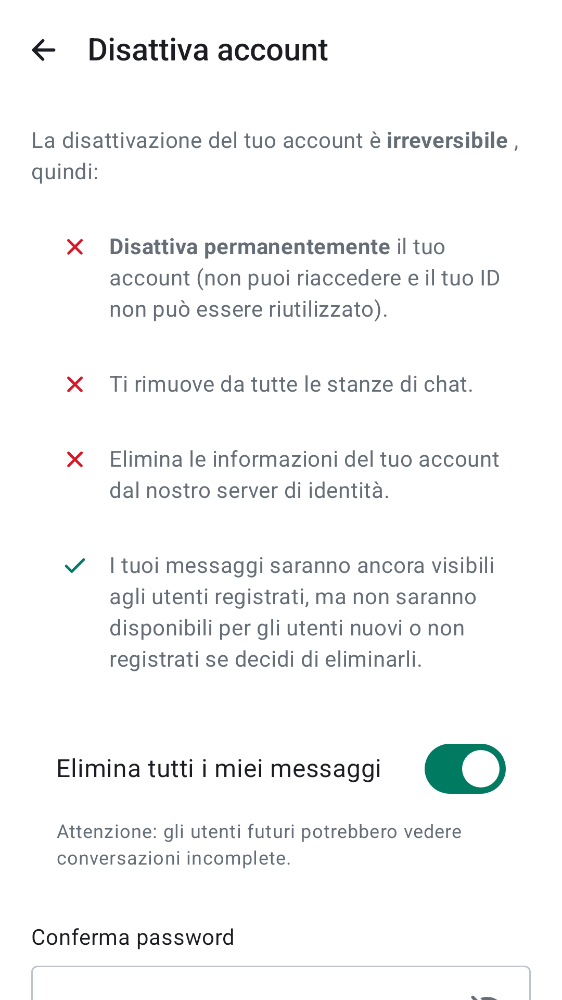 Disattiva account
La disattivazione del tuo account è irreversibile ,
quindi:
Disattiva permanentemente il tuo
account (non puoi riaccedere e il tuo ID
non può essere riutilizzato).
Ti rimuove da tutte le stanze di chat.
Elimina le informazioni del tuo account
dal nostro server di identità.
I tuoi messaggi saranno ancora visibili
agli utenti registrati, ma non saranno
disponibili per gli utenti nuovi o non
registrati se decidi di eliminarli.
Elimina tutti i miei messaggi
Attenzione: gli utenti futuri potrebbero vedere
conversazioni incomplete.
Conferma password